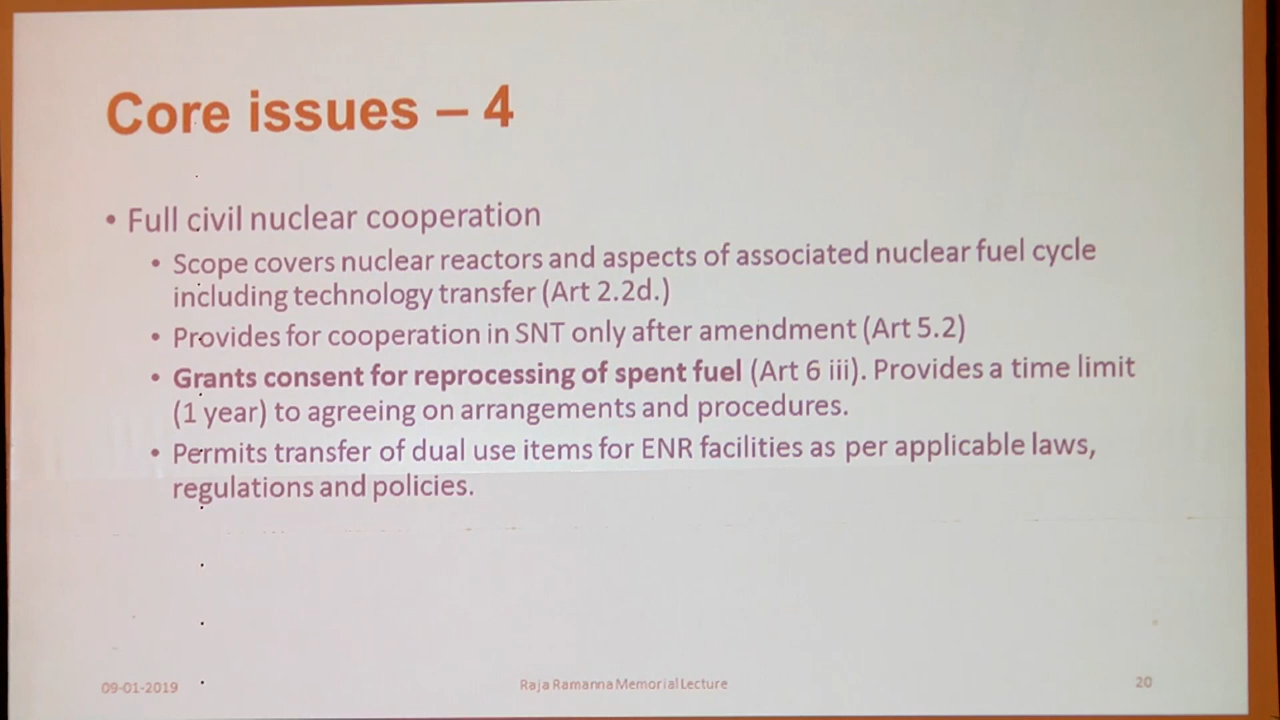 Core issues – 4
• Full civil nuclear cooperation
• Scope covers nuclear reactors and aspects of associated nuclear fuel cycle
including technology transfer (Art 2.2d.)
• Provides for cooperation in SNT only after amendment (Art 5.2)
• Grants consent for reprocessing of spent fuel (Art 6 iii). Provides a time limit
(1 year) to agreeing on arrangements and procedures.
• Permits transfer of dual use items for ENR facilities as per applicable laws,
regulations and policies.
09-01-2019 Raja Ramanna Memorial Lecture 20